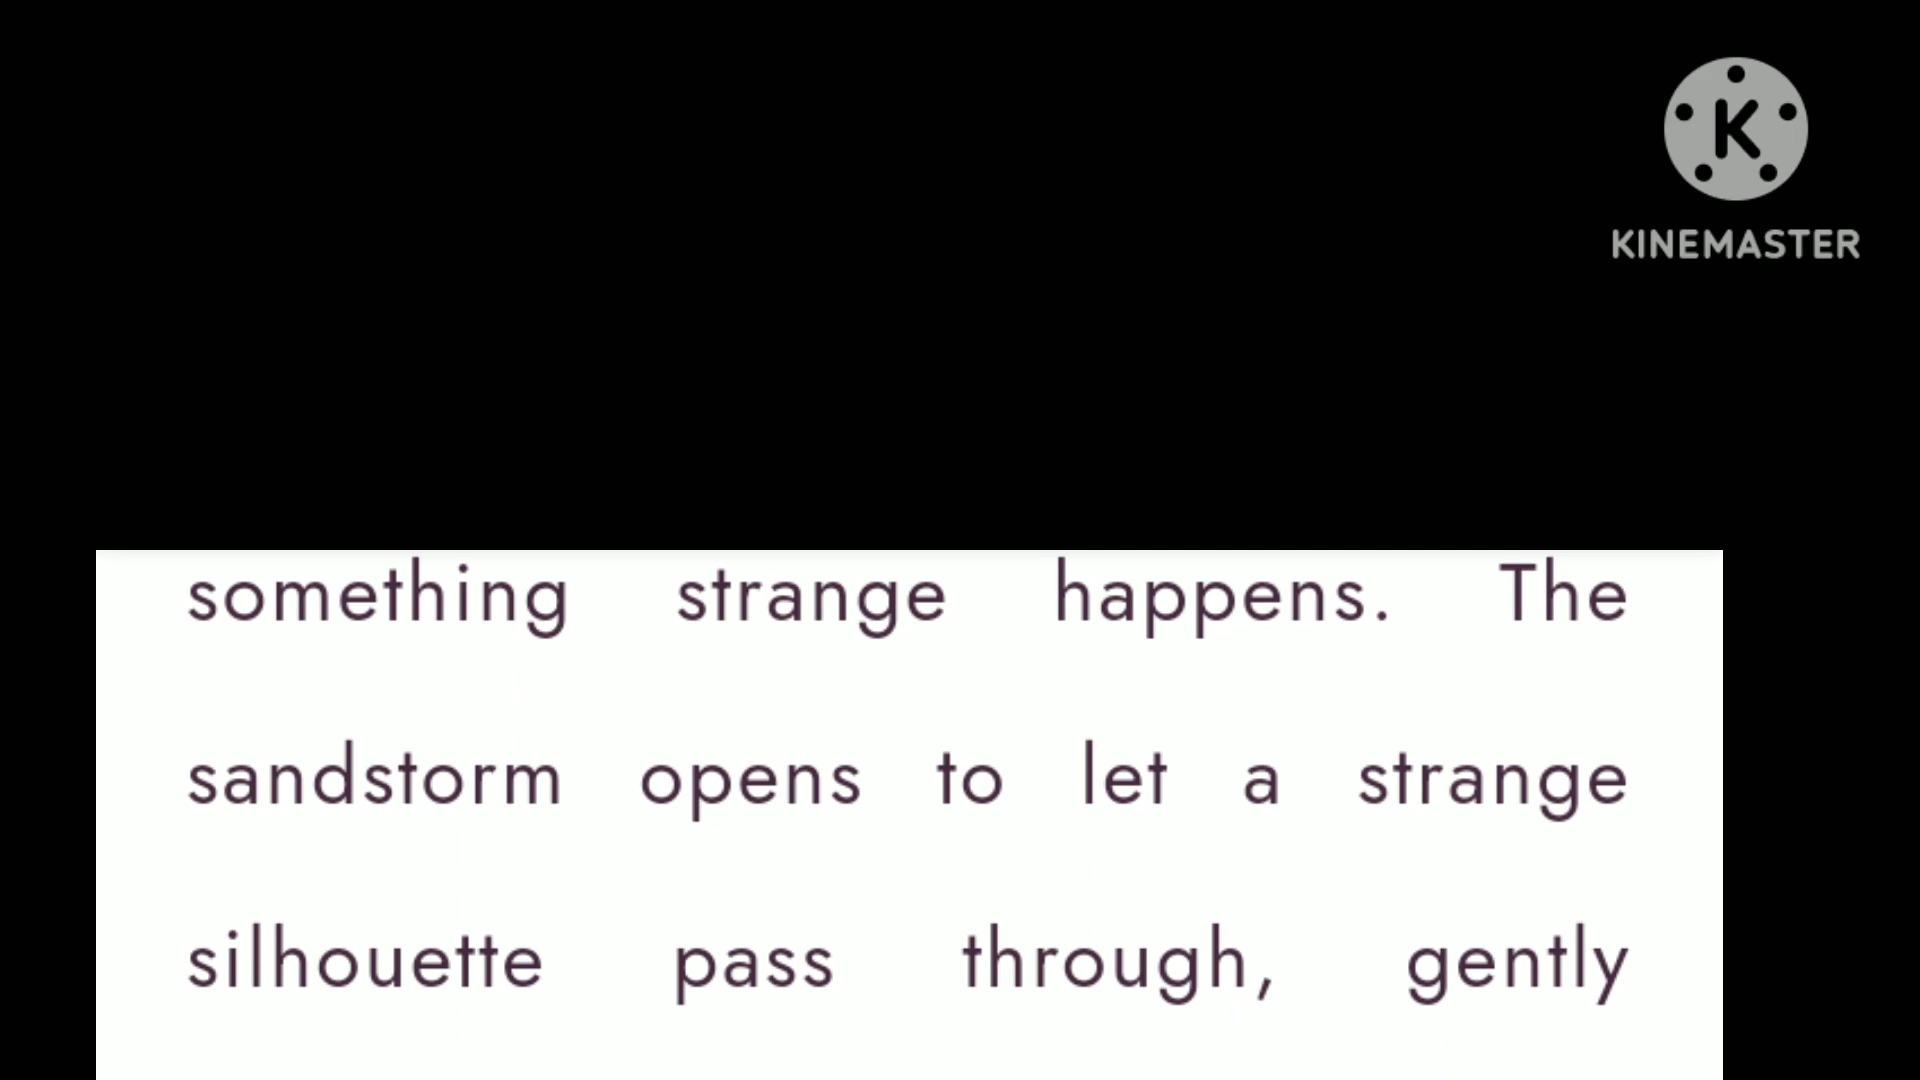 K
KINEMASTER
something strange happens. The
sandstorm opens to let a strange
silhouette pass through, gently